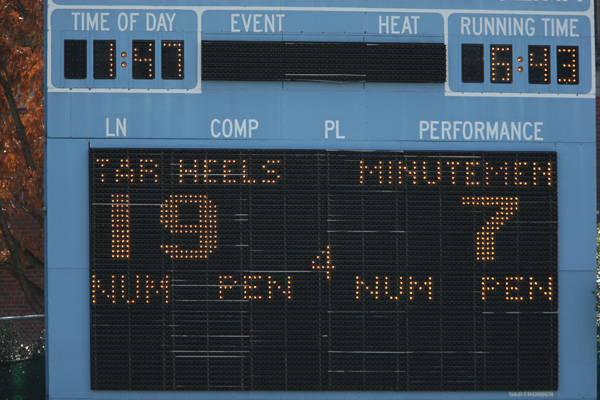 TIME OF DAY EVENT HEAT RUNNING TIME
1:47 6:43
LN COMP PL PERFORMANCE
TAR HEELS MINUTEMEN
19 7
4
NUM PEN NUM PEN